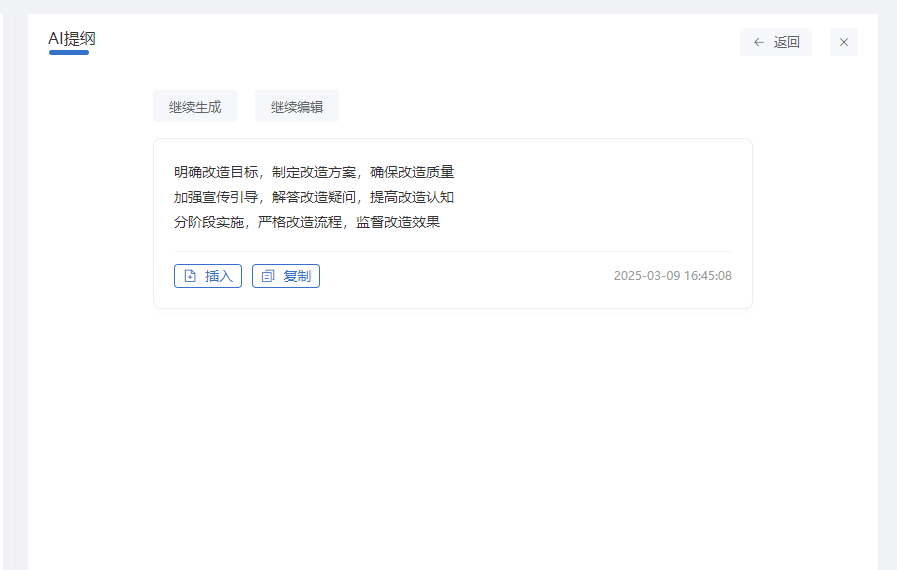 AI提纲
返回
继续生成
继续编辑
明确改造目标，制定改造方案，确保改造质量
加强宣传引导，解答改造疑问，提高改造认知
分阶段实施，严格改造流程，监督改造效果
插入
复制
2025-03-09 16:45:08